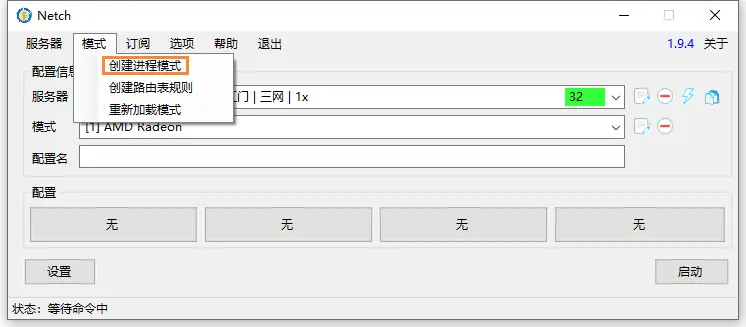 Netch
服务器 模式 订阅 选项 帮助 退出 1.9.4 关于
创建进程模式
创建路由表规则
重新加载模式
配置信息
服务器 | 三网 | 1x 32
模式 [1] AMD Radeon
配置名
配置
无 无 无 无
设置 启动
状态：等待命令中